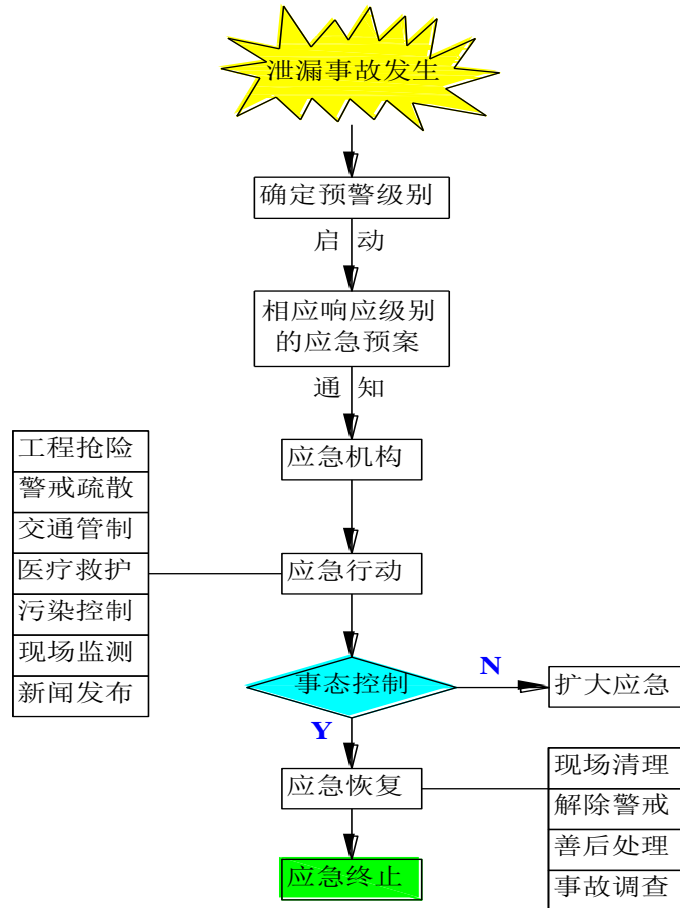 泄漏事故发生
确定预警级别
启动
相应响应级别
的应急预案
通知
应急机构
工程抢险
警戒疏散
交通管制
医疗救护
污染控制
现场监测
新闻发布
应急行动
事态控制
N
扩大应急
Y
应急恢复
现场清理
解除警戒
善后处理
事故调查
应急终止